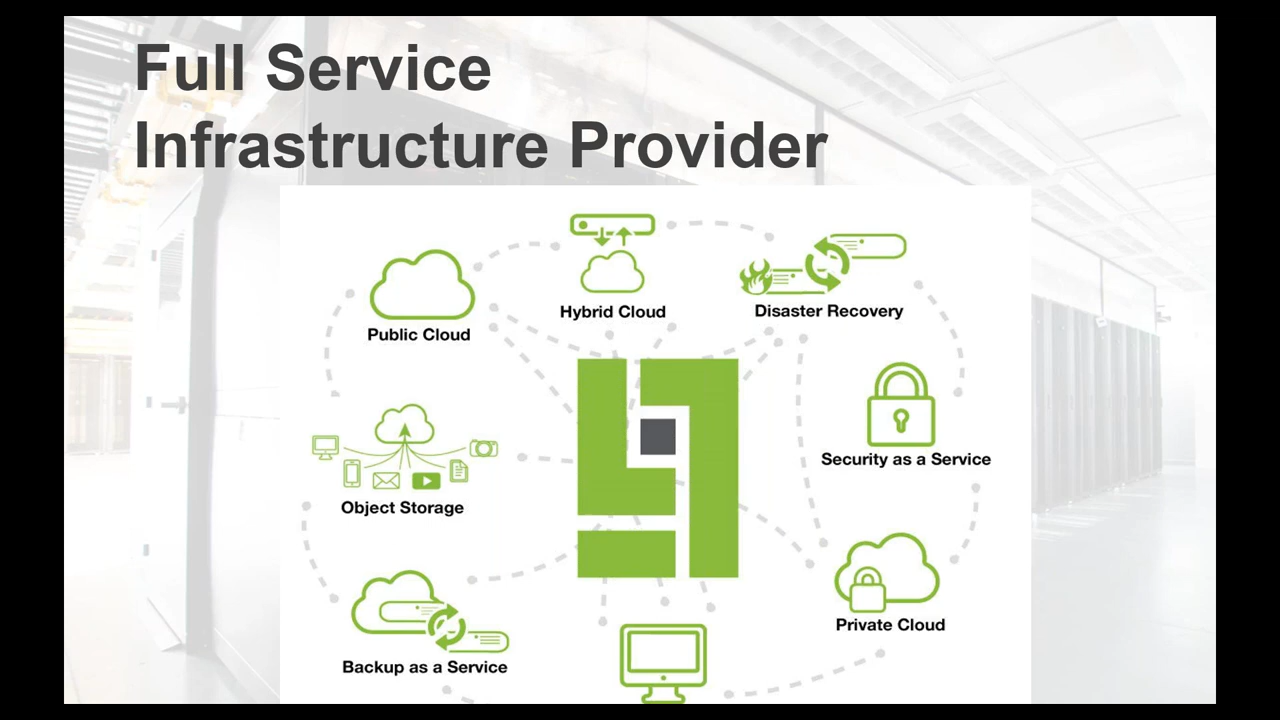 Full Service
Infrastructure Provider
Public Cloud
Hybrid Cloud
Disaster Recovery
Object Storage
Security as a Service
Backup as a Service
Private Cloud